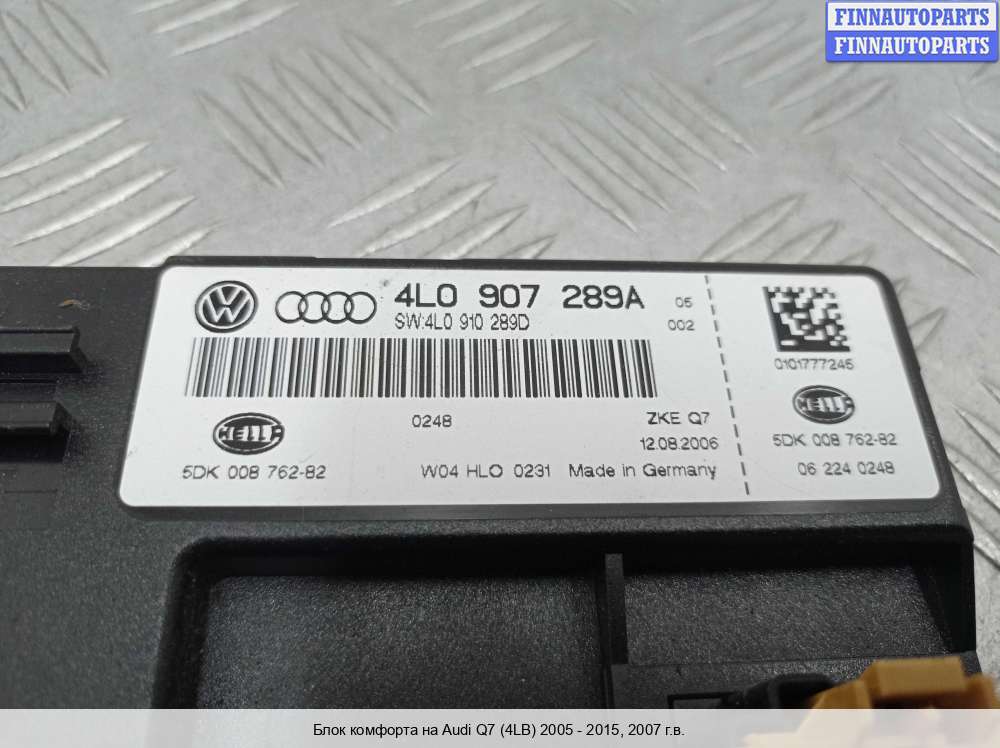 FINNAUTOPARTS
FINNAUTOPARTS
4L0 907 289A
05
SW:4L0 910 289D
002
0101777245
0248
ZKE Q7
HELLA
HELLA
12.08.2006
5DK 008 762-82
5DK 008 762-82
W04 HLO 0231 Made in Germany
06 224 0248
Блок комфорта на Audi Q7 (4LB) 2005 - 2015, 2007 г.в.